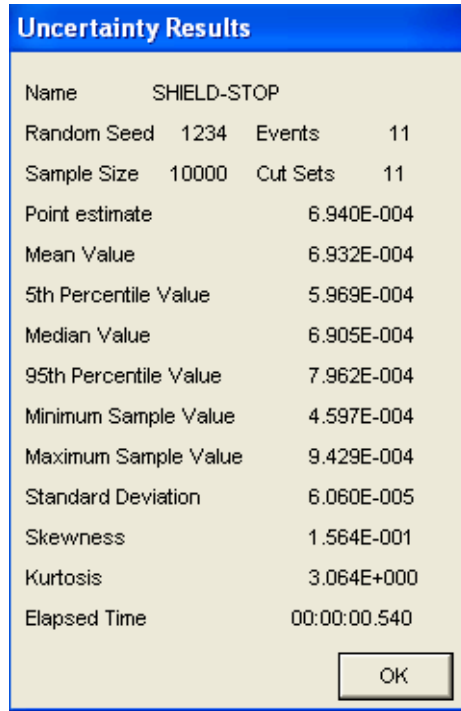 Uncertainty Results
Name SHIELD-STOP
Random Seed 1234 Events 11
Sample Size 10000 Cut Sets 11
Point estimate 6.940E-004
Mean Value 6.932E-004
5th Percentile Value 5.969E-004
Median Value 6.905E-004
95th Percentile Value 7.962E-004
Minimum Sample Value 4.597E-004
Maximum Sample Value 9.429E-004
Standard Deviation 6.060E-005
Skewness 1.564E-001
Kurtosis 3.064E+000
Elapsed Time 00:00:00.540
OK